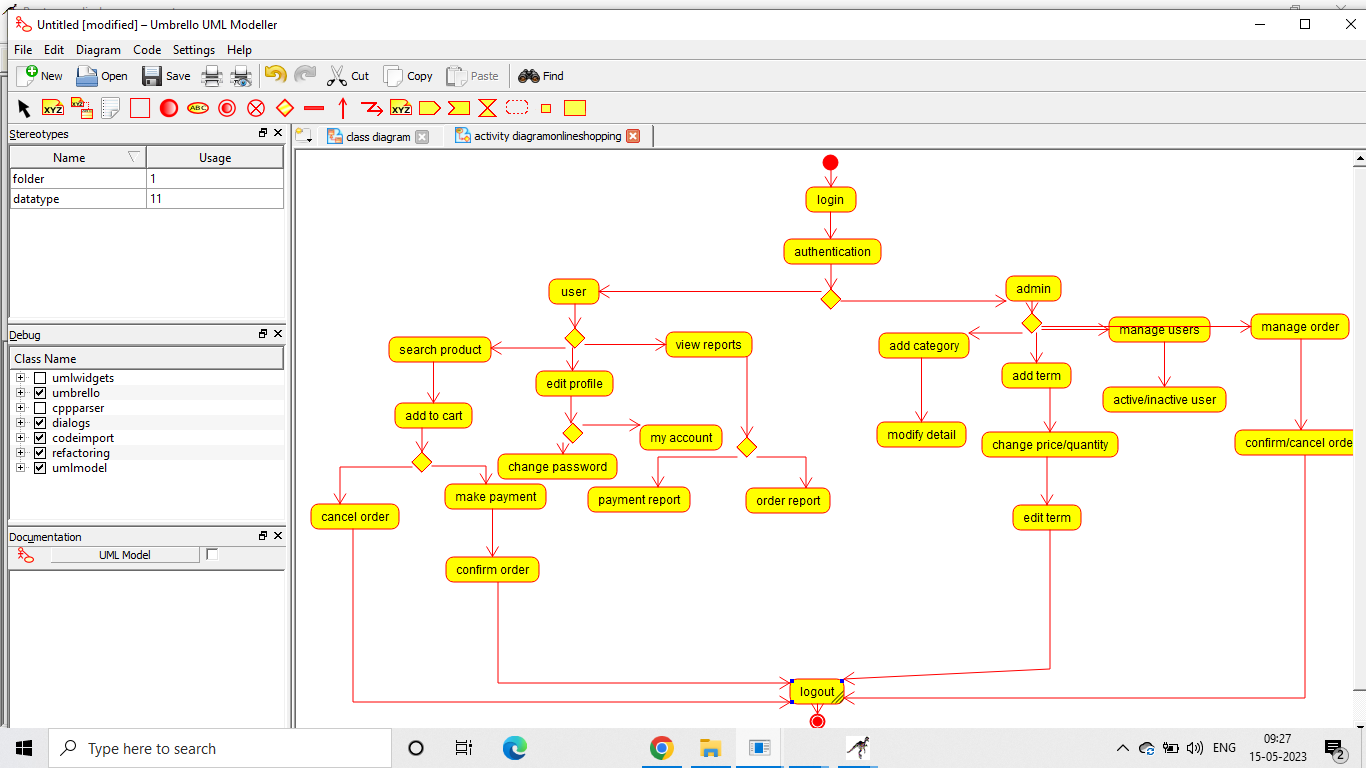 Untitled [modified] – Umbrello UML Modeller
File Edit Diagram Code Settings Help
New Open Save Cut Copy Paste Find
XYZ XYZ ABC XYZ
Stereotypes
class diagram
activity diagramonlineshopping
Name Usage
folder 1
datatype 11
Debug
Class Name
umlwidgets
umbrello
cppparser
dialogs
codeimport
refactoring
umlmodel
Documentation
UML Model
login
authentication
user
admin
search product
view reports
add category
manage users
manage order
edit profile
add term
active/inactive user
add to cart
my account
modify detail
change price/quantity
confirm/cancel orde
change password
cancel order
make payment
payment report
order report
edit term
confirm order
logout
Type here to search
ENG
09:27
15-05-2023
2